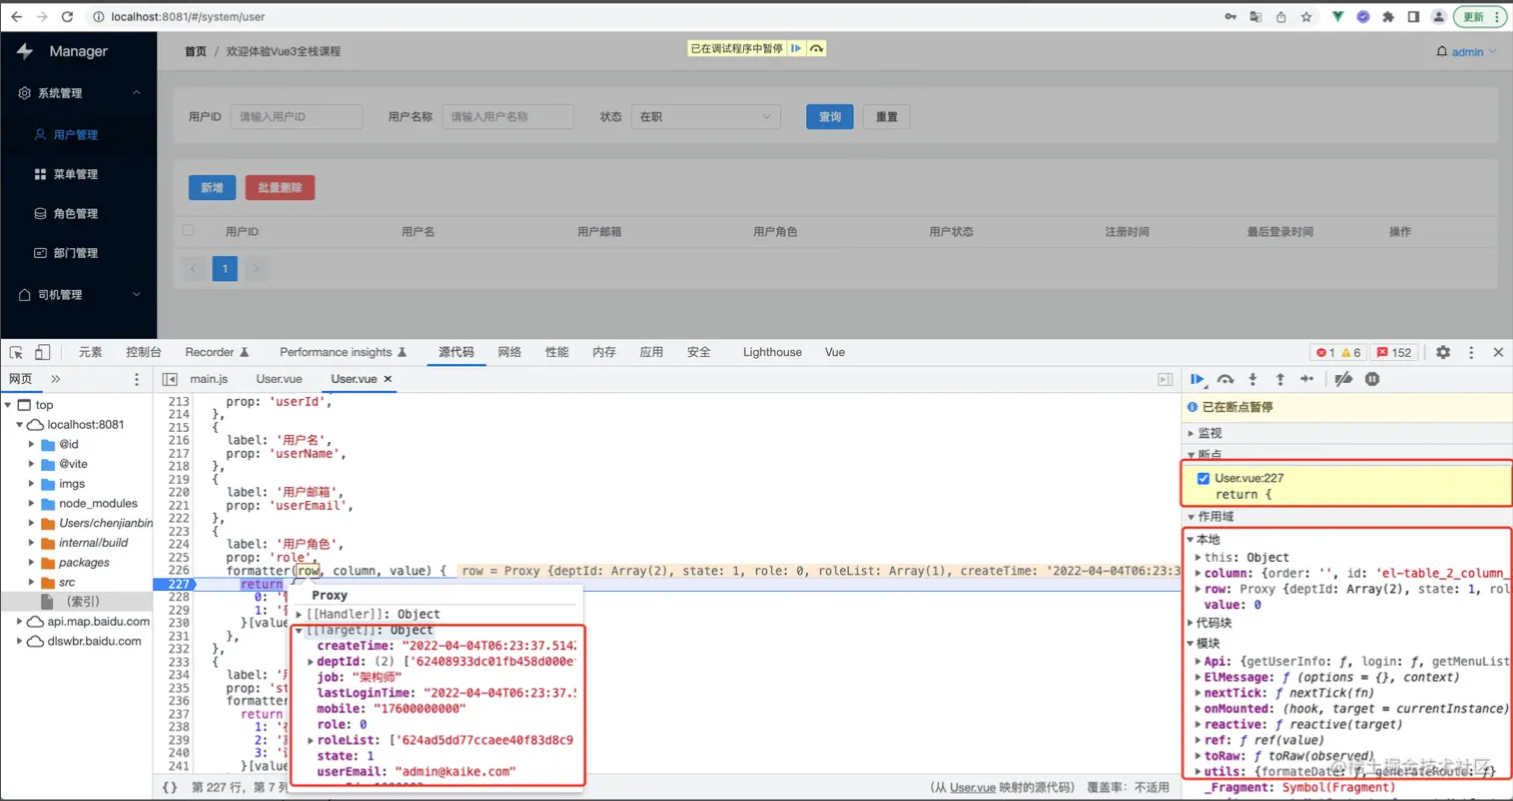 localhost:8081/#/system/user
更新
Manager
首页 / 欢迎体验Vue3全栈课程
已在调试程序中暂停
admin
系统管理
用户管理
菜单管理
角色管理
部门管理
司机管理
用户ID 请输入用户ID 用户名称 请输入用户名称 状态 在职 查询 重置
新增 批量删除
用户ID 用户名 用户邮箱 用户角色 用户状态 注册时间 最后登录时间 操作
1
元素 控制台 Recorder Performance insights 源代码 网络 性能 内存 应用 安全 Lighthouse Vue 1 6 152
网页 »
main.js User.vue User.vue ×
top
localhost:8081
@id
@vite
imgs
node_modules
Users/chenjianbin
internal/build
packages
src
(索引)
api.map.baidu.com
dlswbr.baidu.com
213 prop: 'userId',
214 },
215 {
216 label: '用户名',
217 prop: 'userName',
218 },
219 {
220 label: '用户邮箱',
221 prop: 'userEmail',
222 },
223 {
224 label: '用户角色',
225 prop: 'role',
226 formatter(row, column, value) { row = Proxy {deptId: Array(2), state: 1, role: 0, roleList: Array(1), createTime: '2022-04-04T06:23:3
227 return
228 0:
229 1:
230 }[value
231 },
232 },
233 {
234 label:
235 prop: 'st
236 formatter
237 return
238 1:
239 2:
240 3:
241 }[value
Proxy
[[Handler]]: Object
[[Target]]: Object
createTime: "2022-04-04T06:23:37.514
deptId: (2) ['62408933dc01fb458d000e
job: "架构师"
lastLoginTime: "2022-04-04T06:23:37.5
mobile: "17600000000"
role: 0
roleList: ['624ad5dd77ccaee40f83d8c9
state: 1
userEmail: "admin@kaike.com"
{} 第 227 行，第 7 列
(从 User.vue 映射的源代码) 覆盖率：不适用
已在断点暂停
监视
断点
User.vue:227
return {
作用域
本地
this: Object
column: {order: '', id: 'el-table_2_column_
row: Proxy {deptId: Array(2), state: 1, rol
value: 0
代码块
模块
Api: {getUserInfo: ƒ, login: ƒ, getMenuList
ElMessage: ƒ (options = {}, context)
nextTick: ƒ nextTick(fn)
onMounted: (hook, target = currentInstance)
reactive: ƒ reactive(target)
ref: ƒ ref(value)
toRaw: ƒ toRaw(observed)
utils: {formateDate: ƒ, generateRoute: ƒ}
_Fragment: Symbol(Fragment)
@稀土掘金技术社区